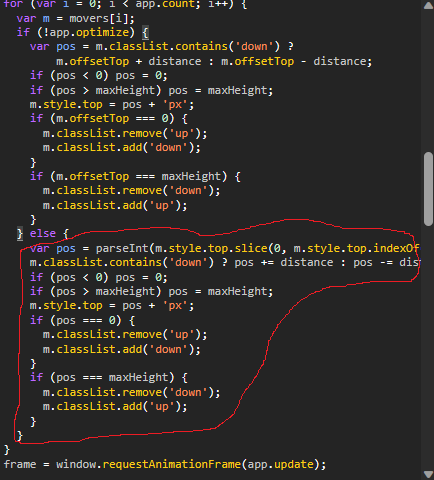 for (var i = 0; i < app.count; i++) {
var m = movers[i];
if (!app.optimize) {
var pos = m.classList.contains('down') ?
m.offsetTop + distance : m.offsetTop - distance;
if (pos < 0) pos = 0;
if (pos > maxHeight) pos = maxHeight;
m.style.top = pos + 'px';
if (m.offsetTop === 0) {
m.classList.remove('up');
m.classList.add('down');
}
if (m.offsetTop === maxHeight) {
m.classList.remove('down');
m.classList.add('up');
}
} else {
var pos = parseInt(m.style.top.slice(0, m.style.top.indexOf
m.classList.contains('down') ? pos += distance : pos -= dis
if (pos < 0) pos = 0;
if (pos > maxHeight) pos = maxHeight;
m.style.top = pos + 'px';
if (pos === 0) {
m.classList.remove('up');
m.classList.add('down');
}
if (pos === maxHeight) {
m.classList.remove('down');
m.classList.add('up');
}
}
}
frame = window.requestAnimationFrame(app.update);